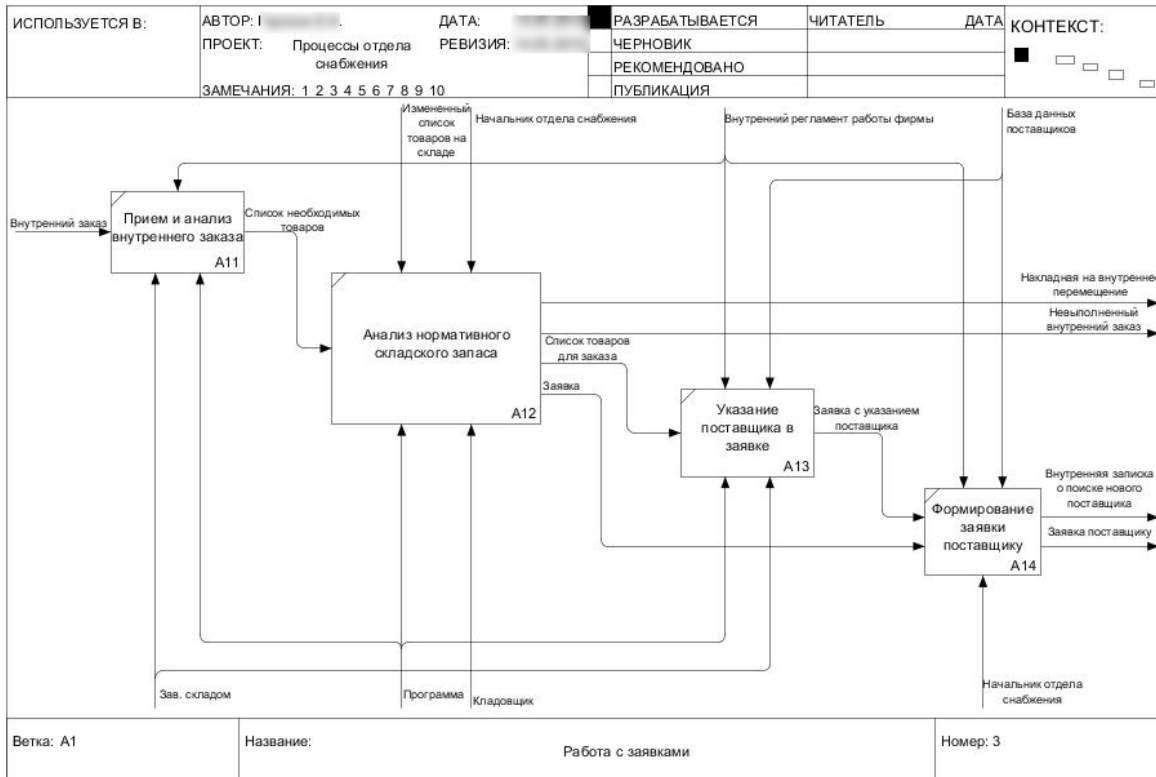 ИСПОЛЬЗУЕТСЯ В:
АВТОР:
ДАТА:
ПРОЕКТ: Процессы отдела
снабжения
РЕВИЗИЯ:
ЗАМЕЧАНИЯ: 1 2 3 4 5 6 7 8 9 10
РАЗРАБАТЫВАЕТСЯ
ЧЕРНОВИК
РЕКОМЕНДОВАНО
ПУБЛИКАЦИЯ
ЧИТАТЕЛЬ
ДАТА
КОНТЕКСТ:
Измененный
список
товаров на
складе
Начальник отдела снабжения
Внутренний регламент работы фирмы
База данных
поставщиков
Внутренний заказ
Прием и анализ
внутреннего заказа
A11
Список необходимых
товаров
Анализ нормативного
складского запаса
A12
Накладная на внутреннее
перемещение
Невыполненный
внутренний заказ
Список товаров
для заказа
Заявка
Указание
поставщика в
заявке
A13
Заявка с указанием
поставщика
Формирование
заявки
поставщику
A14
Внутренняя записка
о поиске нового
поставщика
Заявка поставщику
Зав. складом
Программа
Кладовщик
Начальник отдела
снабжения
Ветка: A1
Название:
Работа с заявками
Номер: 3